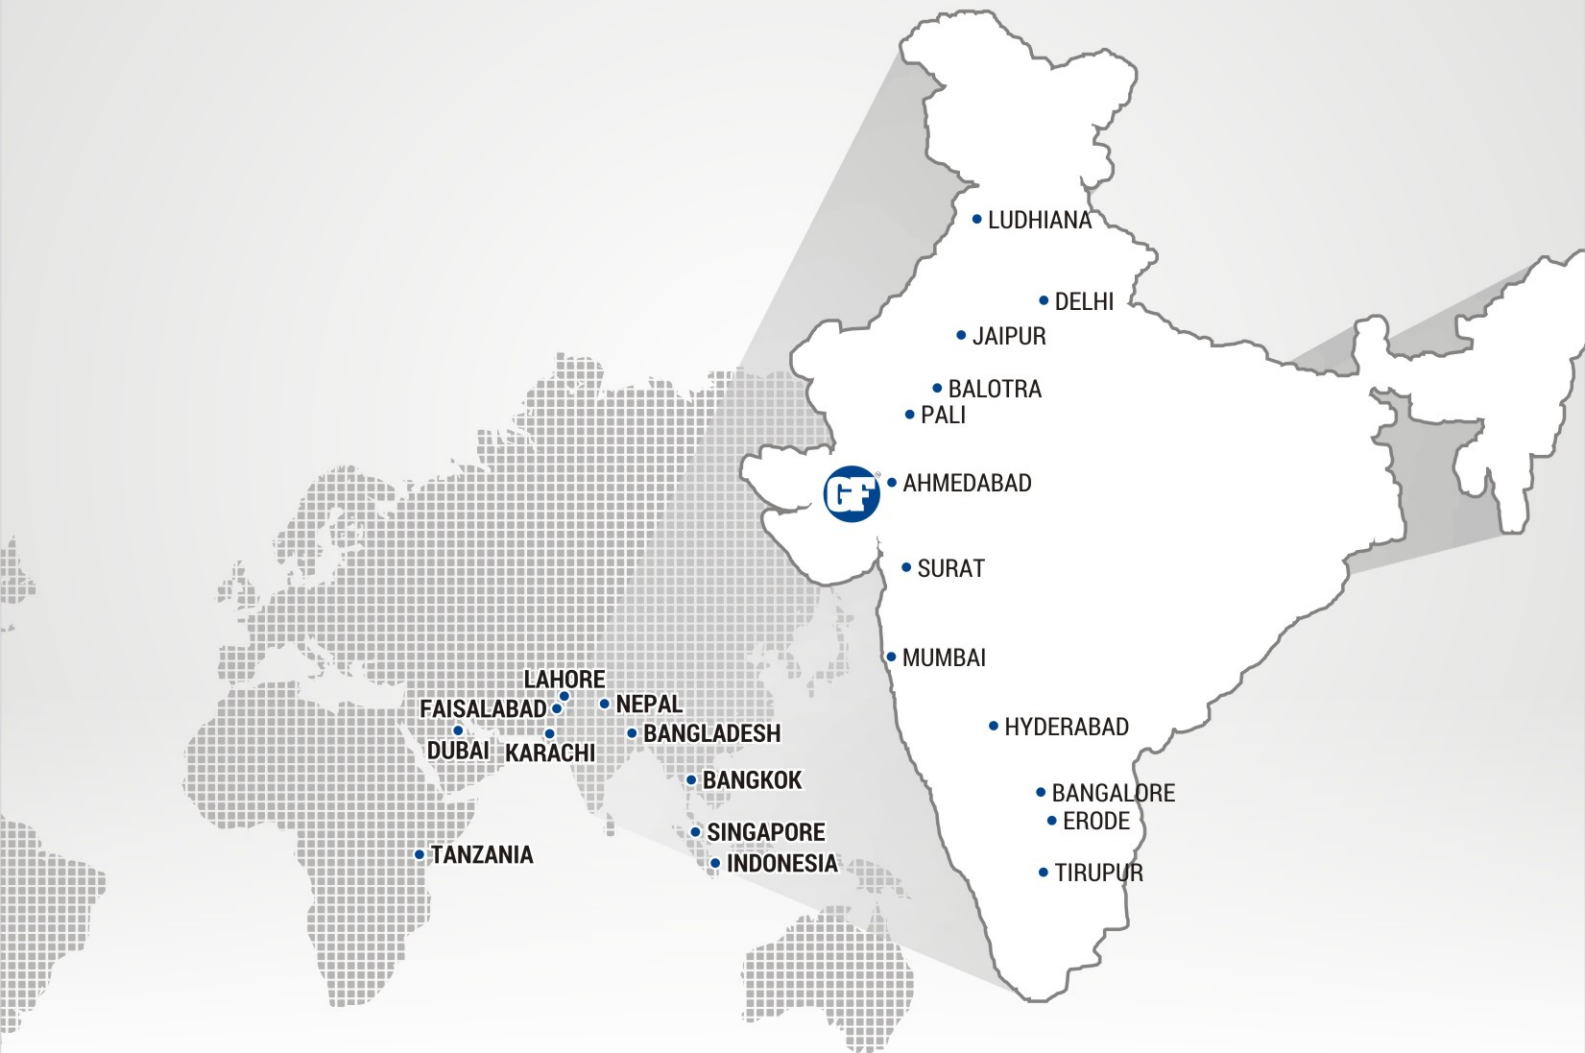 LUDHIANA
DELHI
JAIPUR
BALOTRA
PALI
GF
AHMEDABAD
SURAT
MUMBAI
HYDERABAD
BANGALORE
ERODE
TIRUPUR
LAHORE
FAISALABAD
NEPAL
DUBAI
KARACHI
BANGLADESH
BANGKOK
SINGAPORE
INDONESIA
TANZANIA